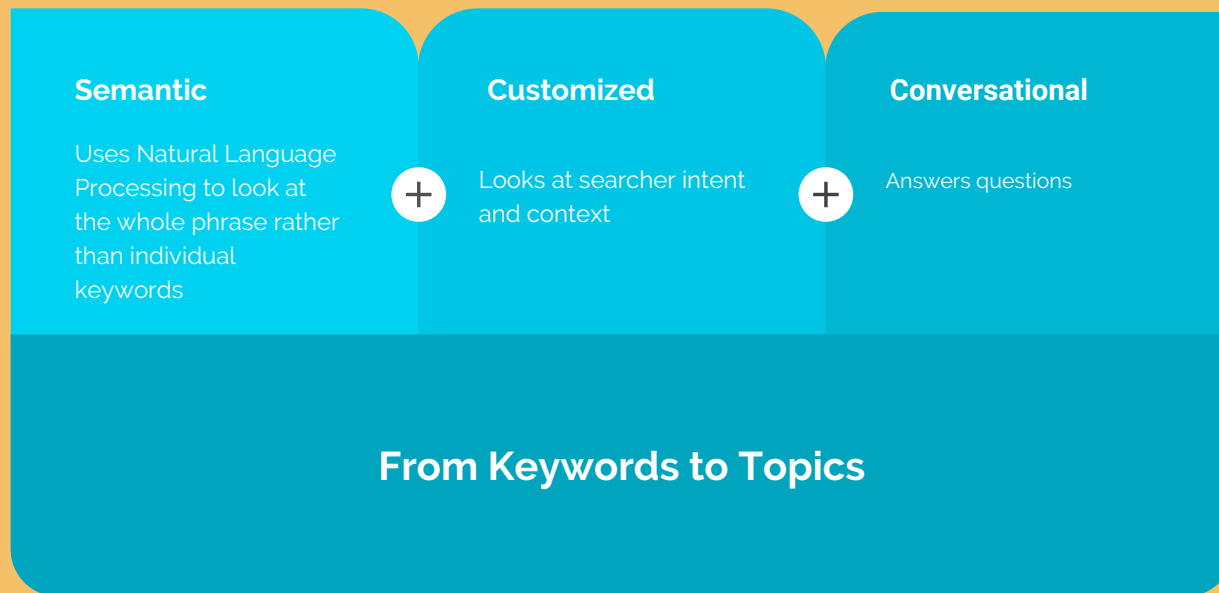 Semantic
Uses Natural Language
Processing to look at
the whole phrase rather
than individual
keywords
+
Customized
Looks at searcher intent
and context
+
Conversational
Answers questions
From Keywords to Topics